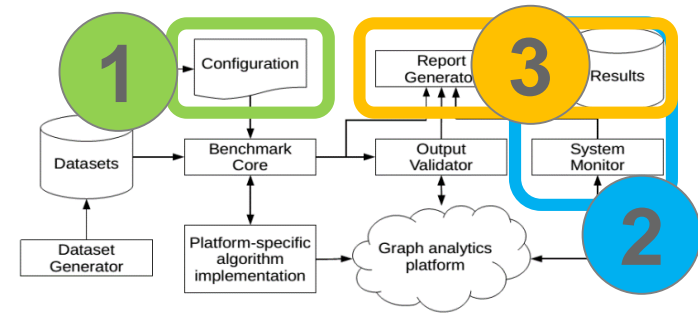 1
Configuration
Report
Generator
3
Results
Datasets
Benchmark
Core
Output
Validator
System
Monitor
2
Dataset
Generator
Platform-specific
algorithm
implementation
Graph analytics
platform